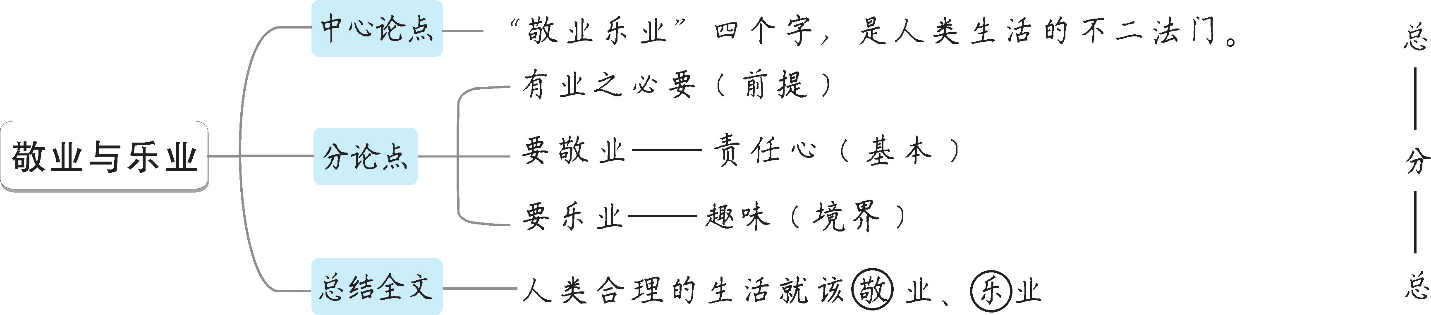 敬业与乐业
中心论点
“敬业乐业”四个字，是人类生活的不二法门。
分论点
有业之必要（前提）
要敬业——责任心（基本）
要乐业——趣味（境界）
总结全文
人类合理的生活就该敬业、乐业
总
分
总